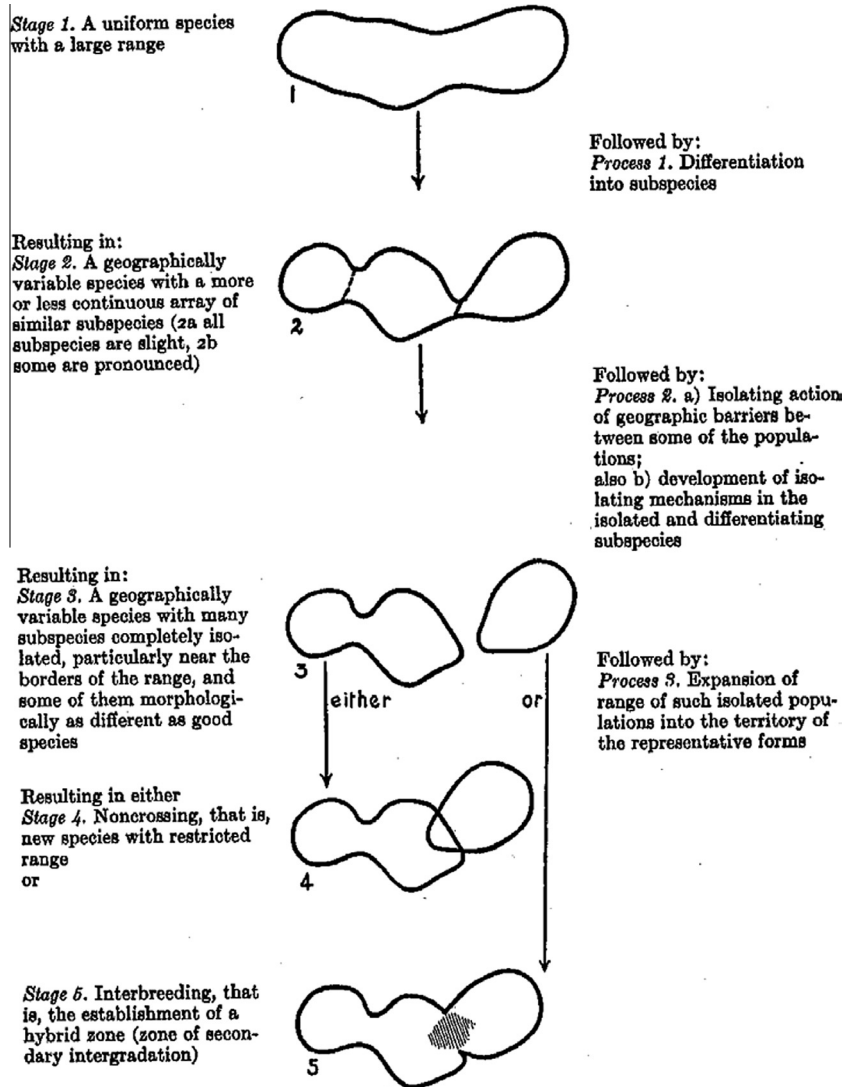 Stage 1. A uniform species
with a large range
1
Followed by:
Process 1. Differentiation
into subspecies
Resulting in:
Stage 2. A geographically
variable species with a more
or less continuous array of
similar subspecies (2a all
subspecies are slight, 2b
some are pronounced)
2
Followed by:
Process 2. a) Isolating action
of geographic barriers be-
tween some of the popula-
tions;
also b) development of iso-
lating mechanisms in the
isolated and differentiating
subspecies
Resulting in:
Stage 3. A geographically
variable species with many
subspecies completely iso-
lated, particularly near the
borders of the range, and
some of them morphologi-
cally as different as good
species
3
either
or
Followed by:
Process 3. Expansion of
range of such isolated popu-
lations into the territory of
the representative forms
Resulting in either
Stage 4. Noncrossing, that is,
new species with restricted
range
or
4
Stage 5. Interbreeding, that
is, the establishment of a
hybrid zone (zone of secon-
dary intergradation)
5